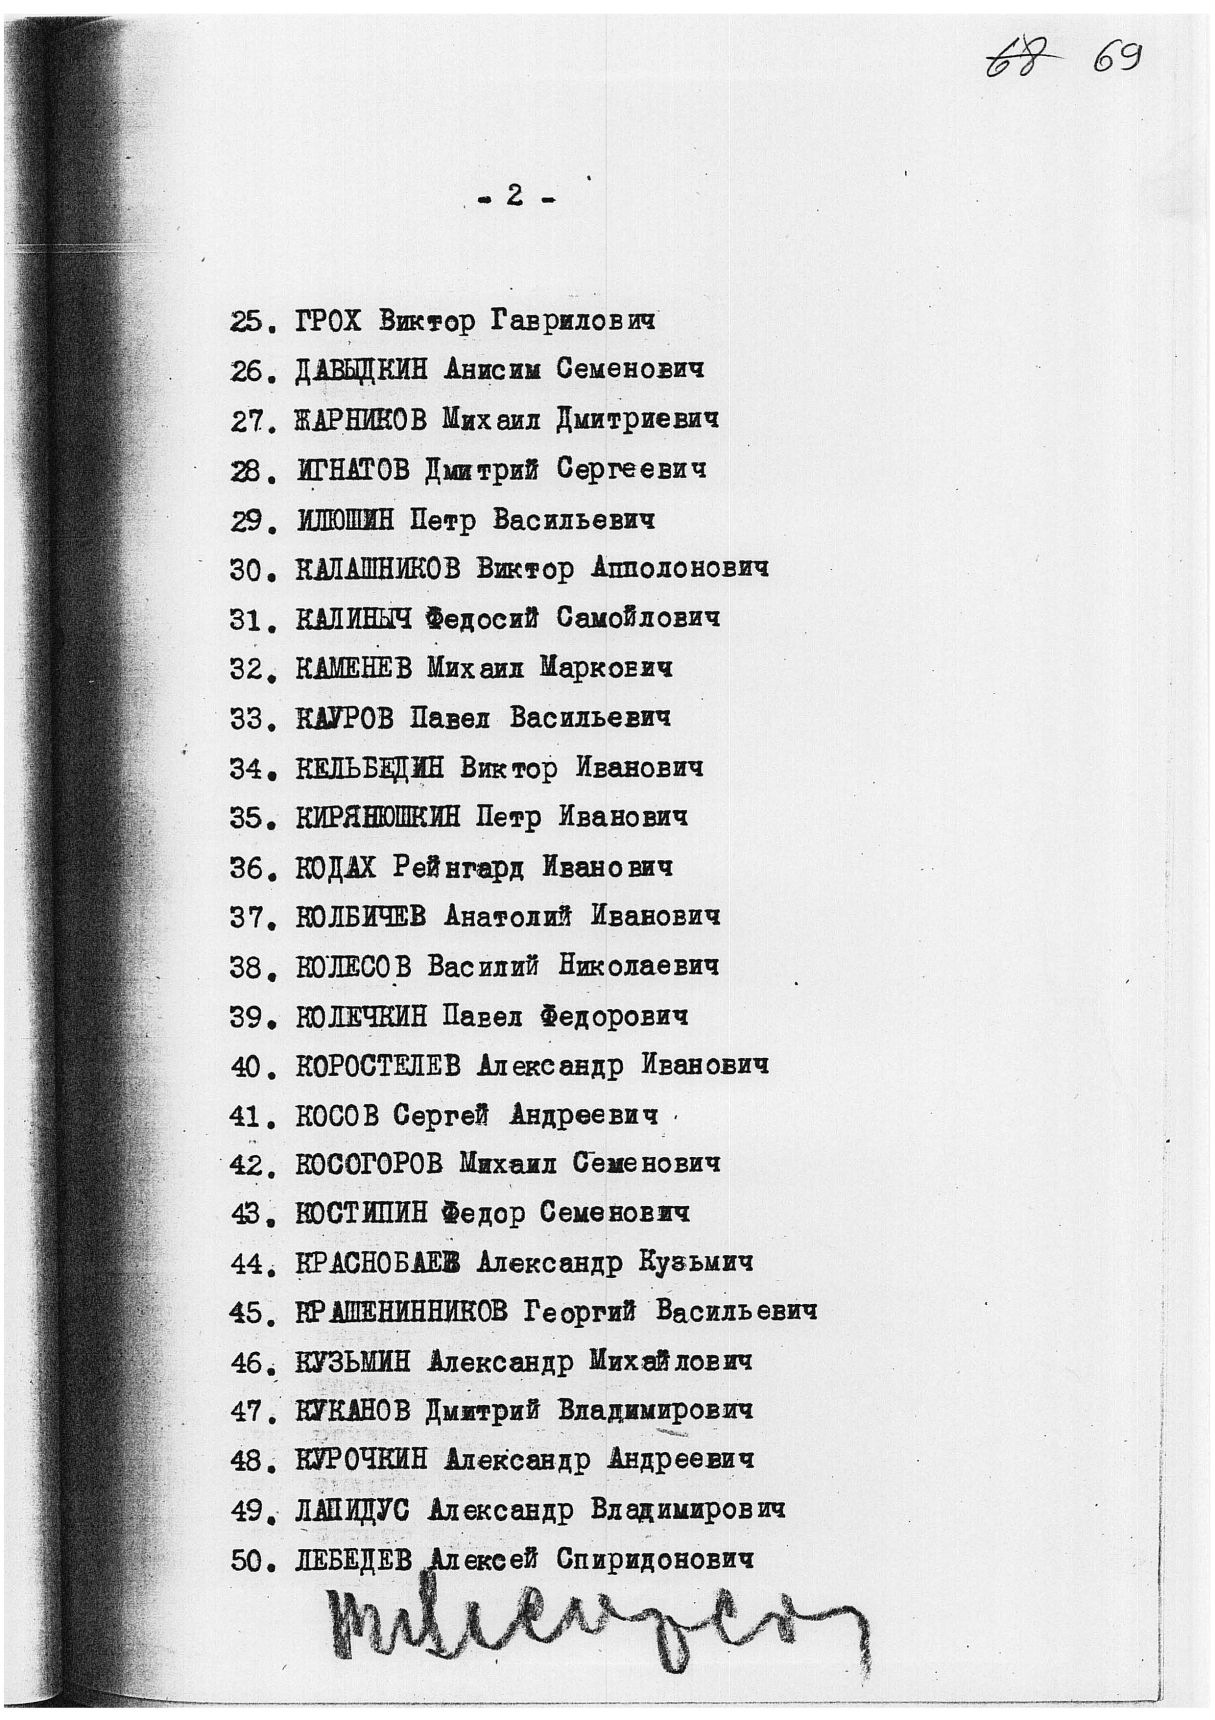 68 69
- 2 -
25. ГРОХ Виктор Гаврилович
26. ДАВЫДКИН Анисим Семенович
27. ЖАРНИКОВ Михаил Дмитриевич
28. ИГНАТОВ Дмитрий Сергеевич
29. ИЛЮШИН Петр Васильевич
30. КАЛАШНИКОВ Виктор Апполонович
31. КАЛИНЫЧ Федосий Самойлович
32. КАМЕНЕВ Михаил Маркович
33. КАУРОВ Павел Васильевич
34. КЕЛЬБЕДИН Виктор Иванович
35. КИРЯНЮШКИН Петр Иванович
36. КОДАХ Рейнгард Иванович
37. КОЛБИЧЕВ Анатолий Иванович
38. КОЛЕСОВ Василий Николаевич
39. КОЛЕЧКИН Павел Федорович
40. КОРОСТЕЛЕВ Александр Иванович
41. КОСОВ Сергей Андреевич
42. КОСОГОРОВ Михаил Семенович
43. КОСТИПИН Федор Семенович
44. КРАСНОБАЕВ Александр Кузьмич
45. КРАШЕНИННИКОВ Георгий Васильевич
46. КУЗЬМИН Александр Михайлович
47. КУКАНОВ Дмитрий Владимирович
48. КУРОЧКИН Александр Андреевич
49. ЛАПИДУС Александр Владимирович
50. ЛЕБЕДЕВ Алексей Спиридонович